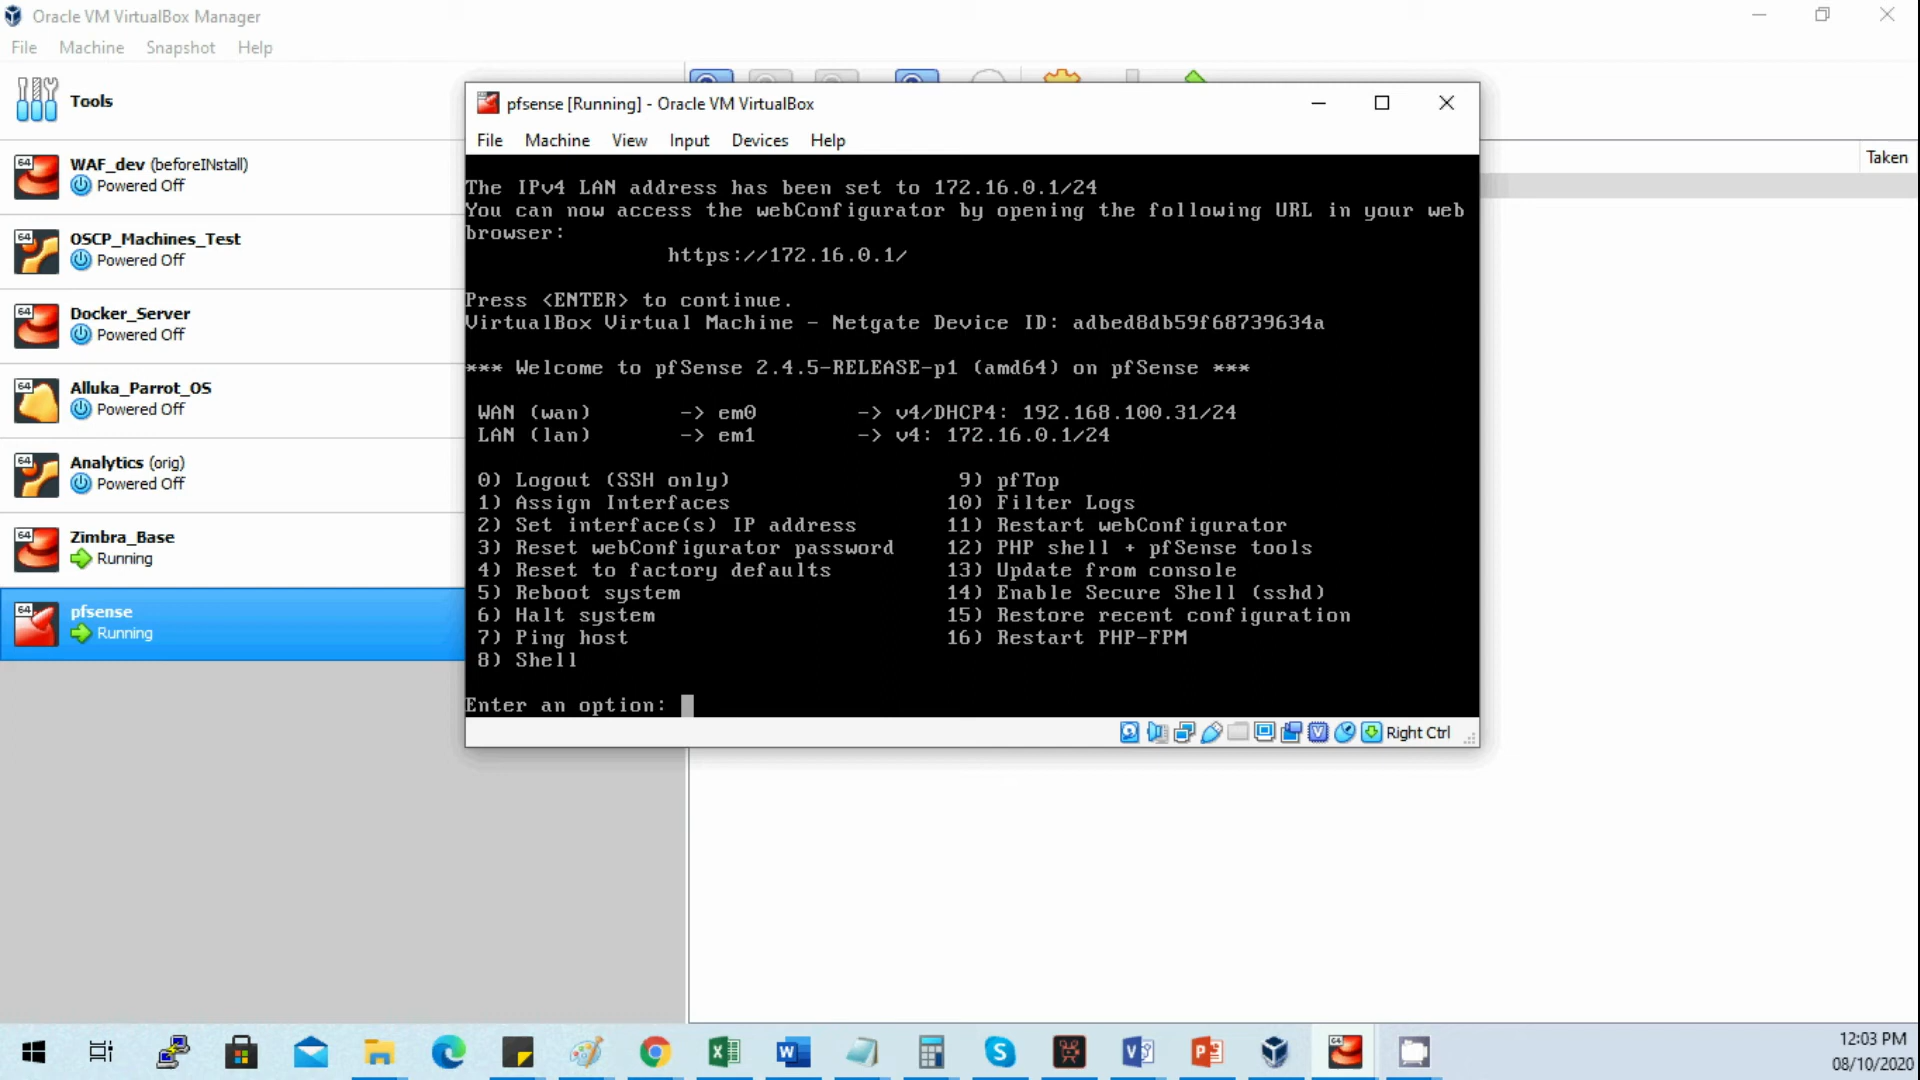 Oracle VM VirtualBox Manager
File Machine Snapshot Help
Tools
Taken
64 WAF_dev (beforeINstall)
Powered Off
64 OSCP_Machines_Test
Powered Off
64 Docker_Server
Powered Off
64 Alluka_Parrot_OS
Powered Off
64 Analytics (orig)
Powered Off
64 Zimbra_Base
Running
64 pfsense
Running
pfsense [Running] - Oracle VM VirtualBox
File Machine View Input Devices Help
The IPv4 LAN address has been set to 172.16.0.1/24
You can now access the webConfigurator by opening the following URL in your web
browser:
https://172.16.0.1/
Press <ENTER> to continue.
VirtualBox Virtual Machine - Netgate Device ID: adbed8db59f68739634a
*** Welcome to pfSense 2.4.5-RELEASE-p1 (amd64) on pfSense ***
WAN (wan) -> em0 -> v4/DHCP4: 192.168.100.31/24
LAN (lan) -> em1 -> v4: 172.16.0.1/24
0) Logout (SSH only) 9) pfTop
1) Assign Interfaces 10) Filter Logs
2) Set interface(s) IP address 11) Restart webConfigurator
3) Reset webConfigurator password 12) PHP shell + pfSense tools
4) Reset to factory defaults 13) Update from console
5) Reboot system 14) Enable Secure Shell (sshd)
6) Halt system 15) Restore recent configuration
7) Ping host 16) Restart PHP-FPM
8) Shell
Enter an option:
Right Ctrl
12:03 PM
08/10/2020